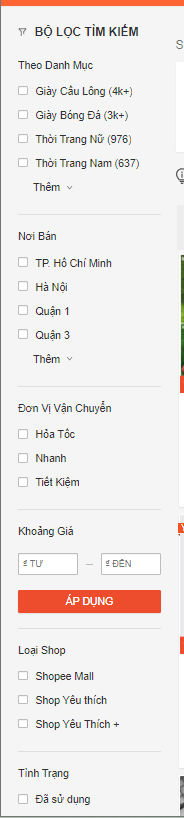 BỘ LỌC TÌM KIẾM
Theo Danh Mục
Giày Cầu Lông (4k+)
Giày Bóng Đá (3k+)
Thời Trang Nữ (976)
Thời Trang Nam (637)
Thêm
Nơi Bán
TP. Hồ Chí Minh
Hà Nội
Quận 1
Quận 3
Thêm
Đơn Vị Vận Chuyển
Hỏa Tốc
Nhanh
Tiết Kiệm
Khoảng Giá
₫ TỪ — ₫ ĐẾN
ÁP DỤNG
Loại Shop
Shopee Mall
Shop Yêu thích
Shop Yêu Thích +
Tình Trạng
Đã sử dụng